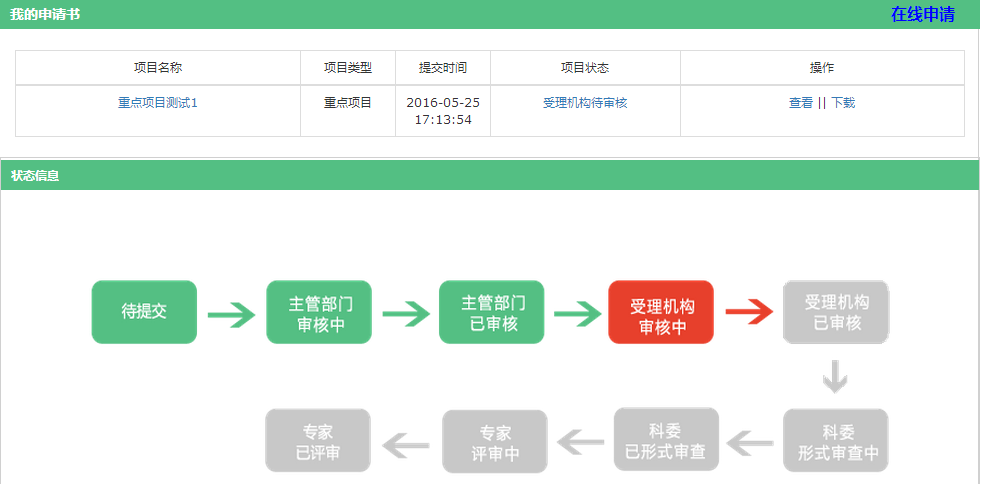 我的申请书 在线申请
项目名称 项目类型 提交时间 项目状态 操作
重点项目测试1 重点项目 2016-05-25 受理机构待审核 查看 || 下载
17:13:54
状态信息
待提交
主管部门
审核中
主管部门
已审核
受理机构
审核中
受理机构
已审核
科委
形式审查中
科委
已形式审查
专家
评审中
专家
已评审